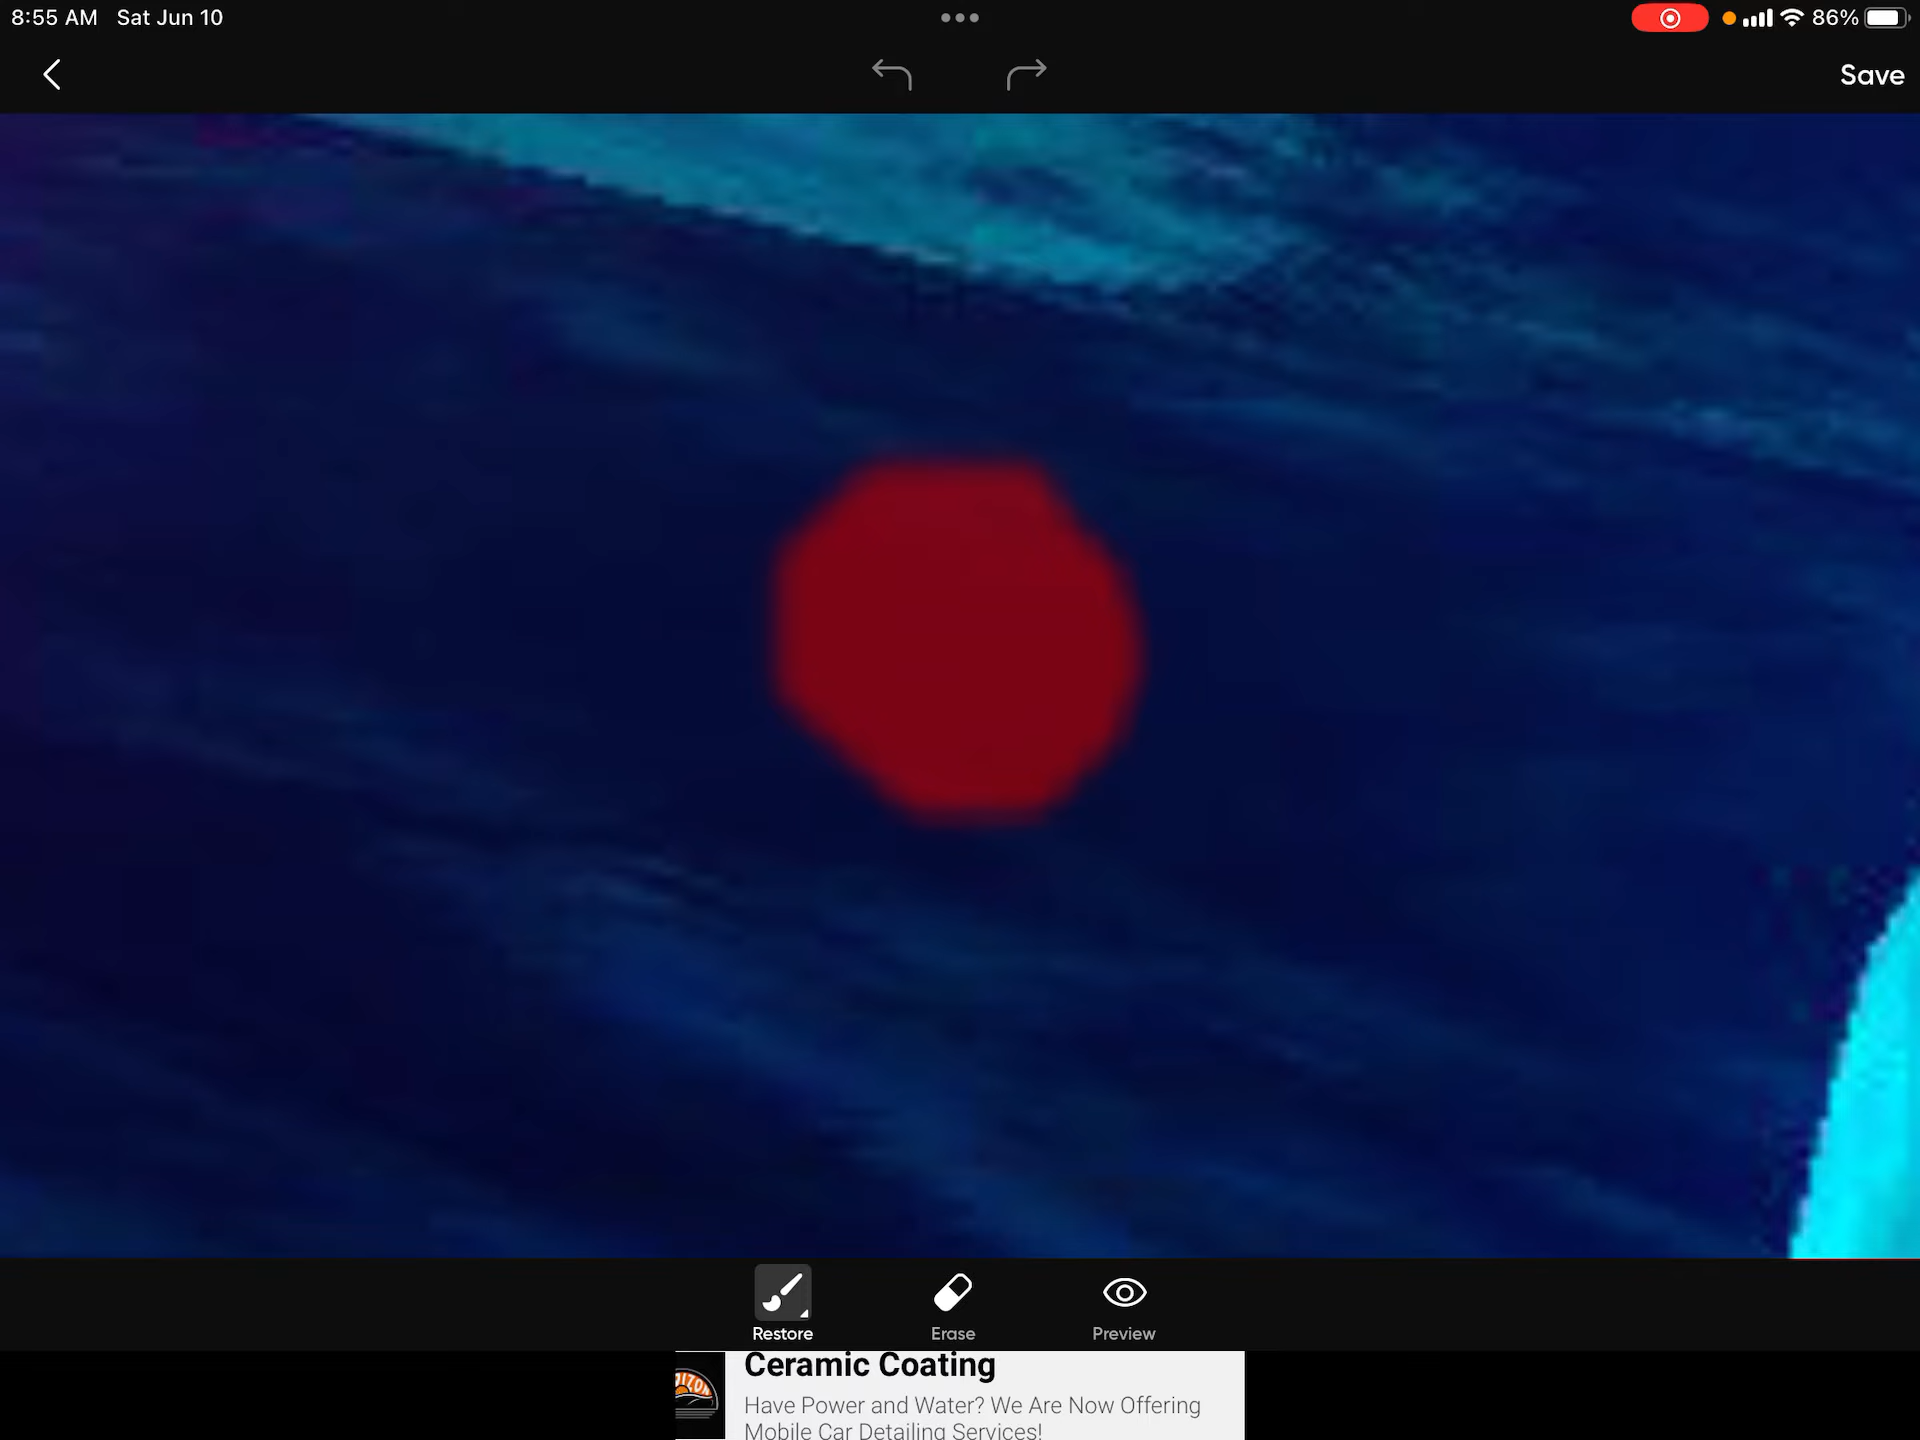 8:55 AM Sat Jun 10
86%
Save
Restore
Erase
Preview
Ceramic Coating
Have Power and Water? We Are Now Offering
Mobile Car Detailing Services!